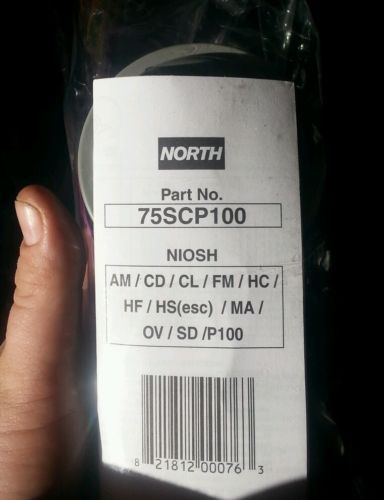 NORTH
Part No.
75SCP100
NIOSH
AM / CD / CL / FM / HC /
HF / HS(esc) / MA /
OV / SD /P100
8 21812 00076 3